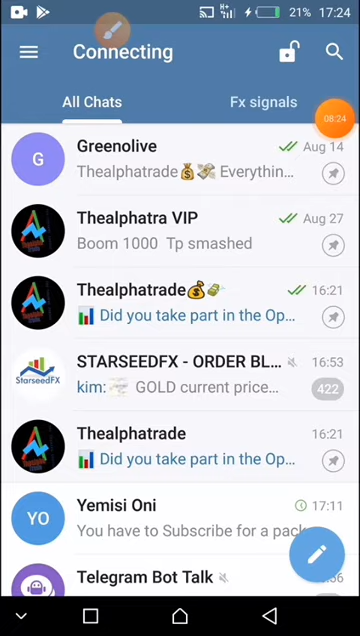 21% 17:24
Connecting
All Chats Fx signals
08:24
G
Greenolive Aug 14
Thealphatrade💰💸 Everythin...
Thealphatra VIP Aug 27
Boom 1000 Tp smashed
Thealphatrade💰💸 16:21
📊 Did you take part in the Op...
StarseedFX
STARSEEDFX - ORDER BL... 16:53
kim: GOLD current price... 422
Thealphatrade 16:21
📊 Did you take part in the Op...
YO
Yemisi Oni 17:11
You have to Subscribe for a pack
Telegram Bot Talk